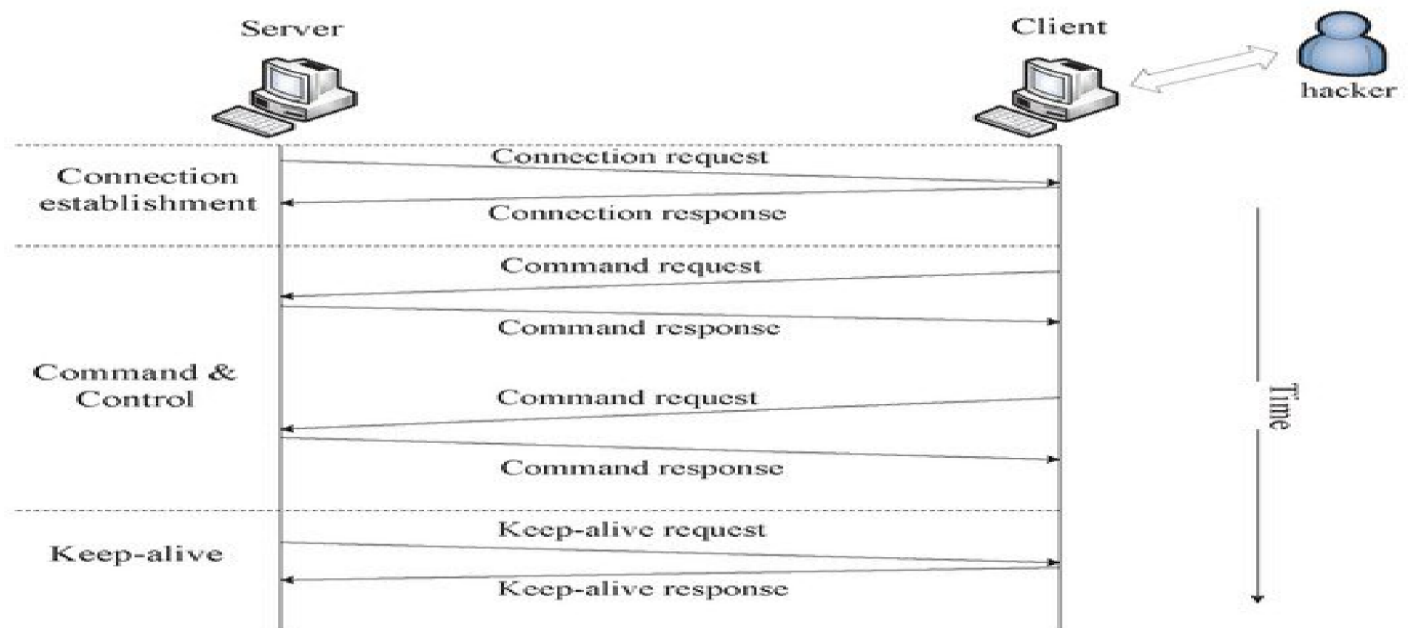 Server
Client
hacker
Connection request
Connection
establishment
Connection response
Command request
Command response
Command &
Control
Command request
Command response
Keep-alive request
Keep-alive
Keep-alive response
Time